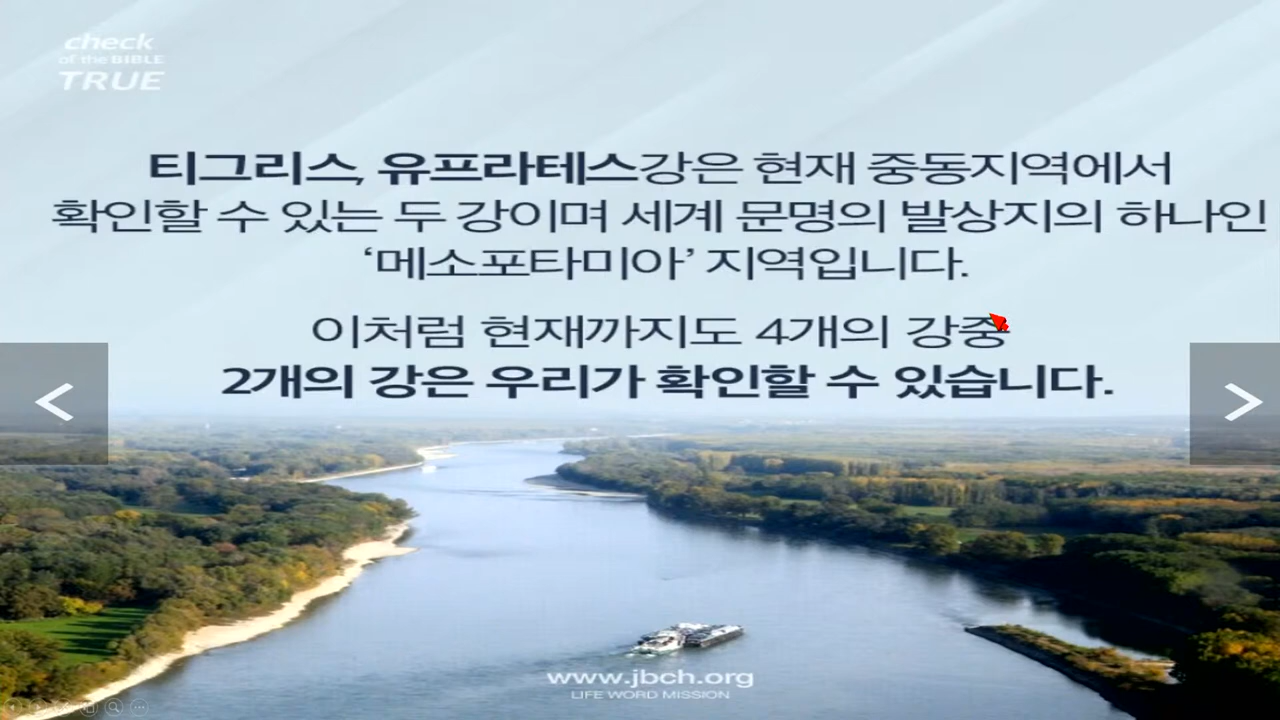 check
of the BIBLE
TRUE
티그리스, 유프라테스강은 현재 중동지역에서
확인할 수 있는 두 강이며 세계 문명의 발상지의 하나인
‘메소포타미아’ 지역입니다.
이처럼 현재까지도 4개의 강중
2개의 강은 우리가 확인할 수 있습니다.
www.jbch.org
LIFE WORD MISSION